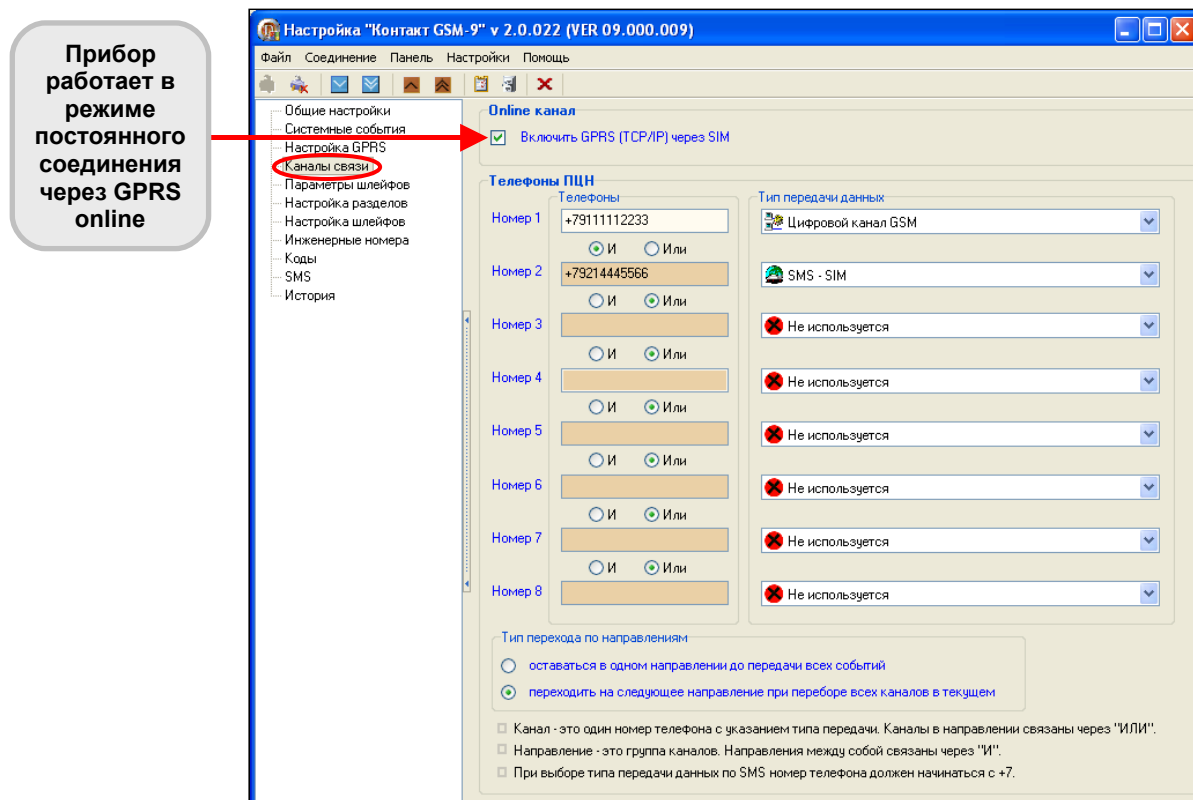 Прибор
работает в
режиме
постоянного
соединения
через GPRS
online
Настройка "Контакт GSM-9" v 2.0.022 (VER 09.000.009)
Файл Соединение Панель Настройки Помощь
Общие настройки
Системные события
Настройка GPRS
Каналы связи
Параметры шлейфов
Настройка разделов
Настройка шлейфов
Инженерные номера
Коды
SMS
История
Online канал
Включить GPRS (TCP/IP) через SIM
Телефоны ПЦН
Телефоны Тип передачи данных
Номер 1 +79111112233 Цифровой канал GSM
И Или
Номер 2 +79214445566 SMS - SIM
И Или
Номер 3 Не используется
И Или
Номер 4 Не используется
И Или
Номер 5 Не используется
И Или
Номер 6 Не используется
И Или
Номер 7 Не используется
И Или
Номер 8 Не используется
Тип перехода по направлениям
оставаться в одном направлении до передачи всех событий
переходить на следующее направление при переборе всех каналов в текущем
Канал - это один номер телефона с указанием типа передачи. Каналы в направлении связаны через "ИЛИ".
Направление - это группа каналов. Направления между собой связаны через "И".
При выборе типа передачи данных по SMS номер телефона должен начинаться с +7.